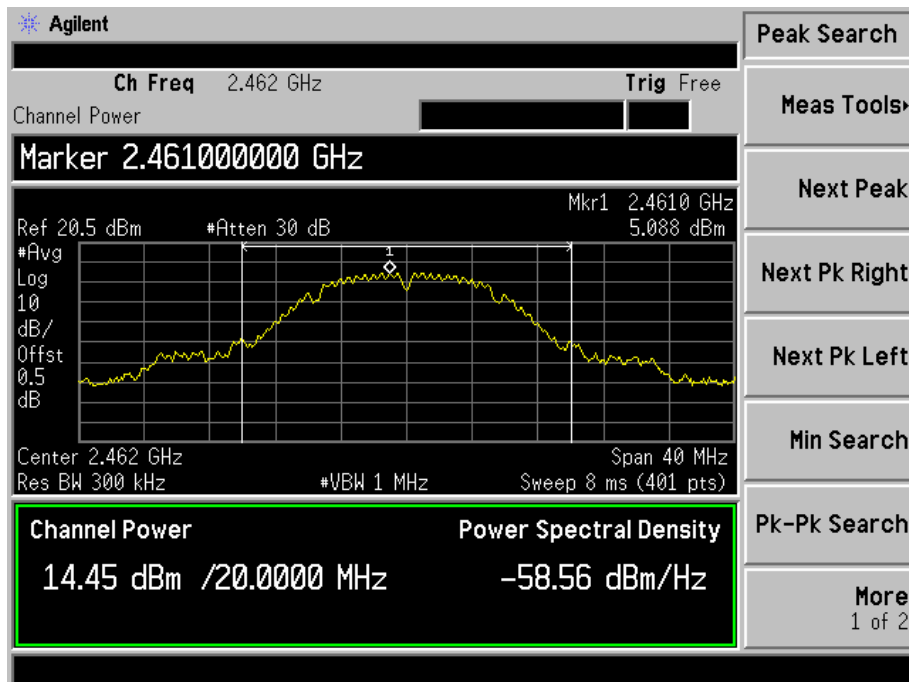 Agilent
Ch Freq 2.462 GHz Trig Free
Channel Power
Marker 2.461000000 GHz
Mkr1 2.4610 GHz
Ref 20.5 dBm #Atten 30 dB 5.088 dBm
#Avg
Log
10
dB/
Offst
0.5
dB
1
Center 2.462 GHz Span 40 MHz
Res BW 300 kHz #VBW 1 MHz Sweep 8 ms (401 pts)
Channel Power Power Spectral Density
14.45 dBm /20.0000 MHz -58.56 dBm/Hz
Peak Search
Meas Tools
Next Peak
Next Pk Right
Next Pk Left
Min Search
Pk-Pk Search
More
1 of 2